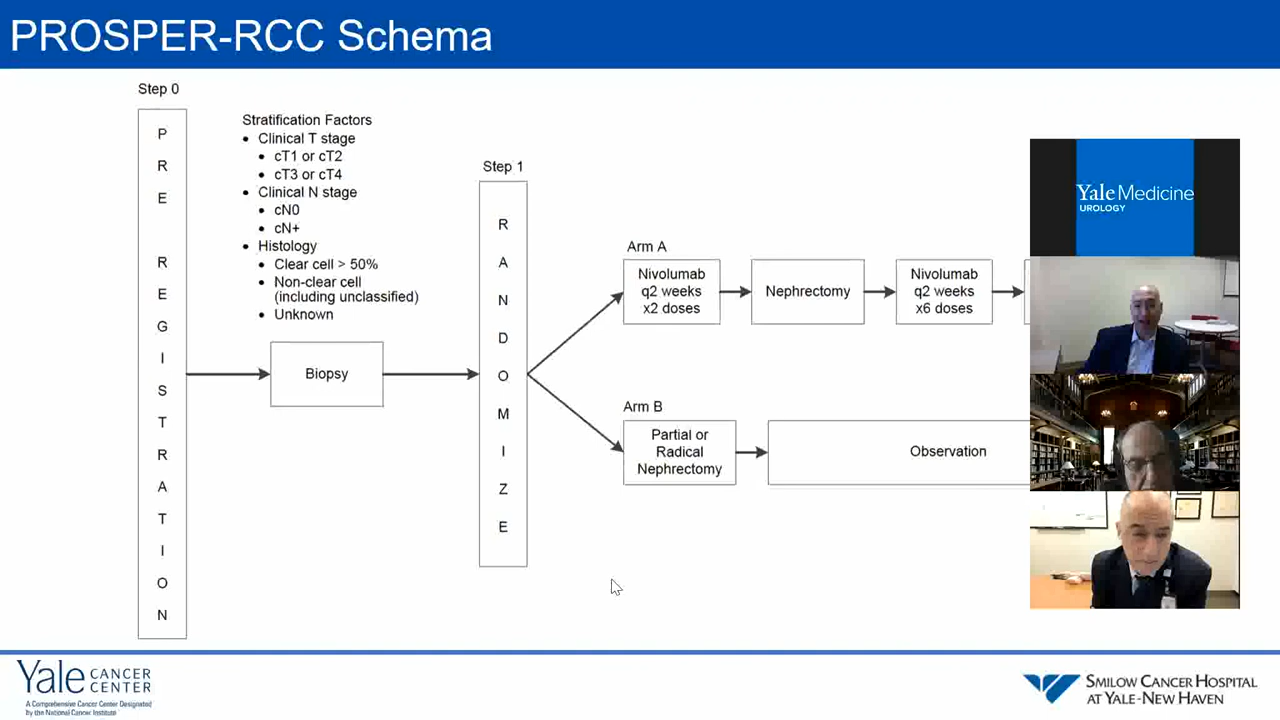 PROSPER-RCC Schema
Step 0
PRE REGISTRATION
Stratification Factors
• Clinical T stage
• cT1 or cT2
• cT3 or cT4
• Clinical N stage
• cN0
• cN+
• Histology
• Clear cell > 50%
• Non-clear cell
(including unclassified)
• Unknown
Biopsy
Step 1
RANDOMIZE
Arm A
Nivolumab
q2 weeks
x2 doses
Nephrectomy
Nivolumab
q2 weeks
x6 doses
Arm B
Partial or
Radical
Nephrectomy
Observation
Yale Medicine
UROLOGY
Yale CANCER
CENTER
A Comprehensive Cancer Center Designated
by the National Cancer Institute
SMILOW CANCER HOSPITAL
AT YALE-NEW HAVEN